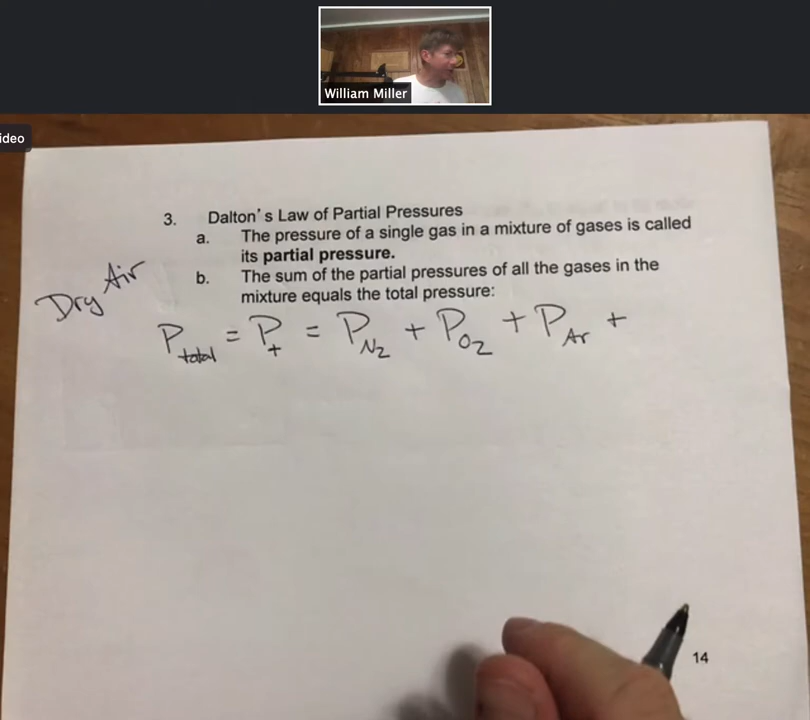 William Miller
ideo
3. Dalton's Law of Partial Pressures
a. The pressure of a single gas in a mixture of gases is called
its partial pressure.
b. The sum of the partial pressures of all the gases in the
mixture equals the total pressure:
Dry Air
P_total = P_t = P_N₂ + P_O₂ + P_Ar +
14